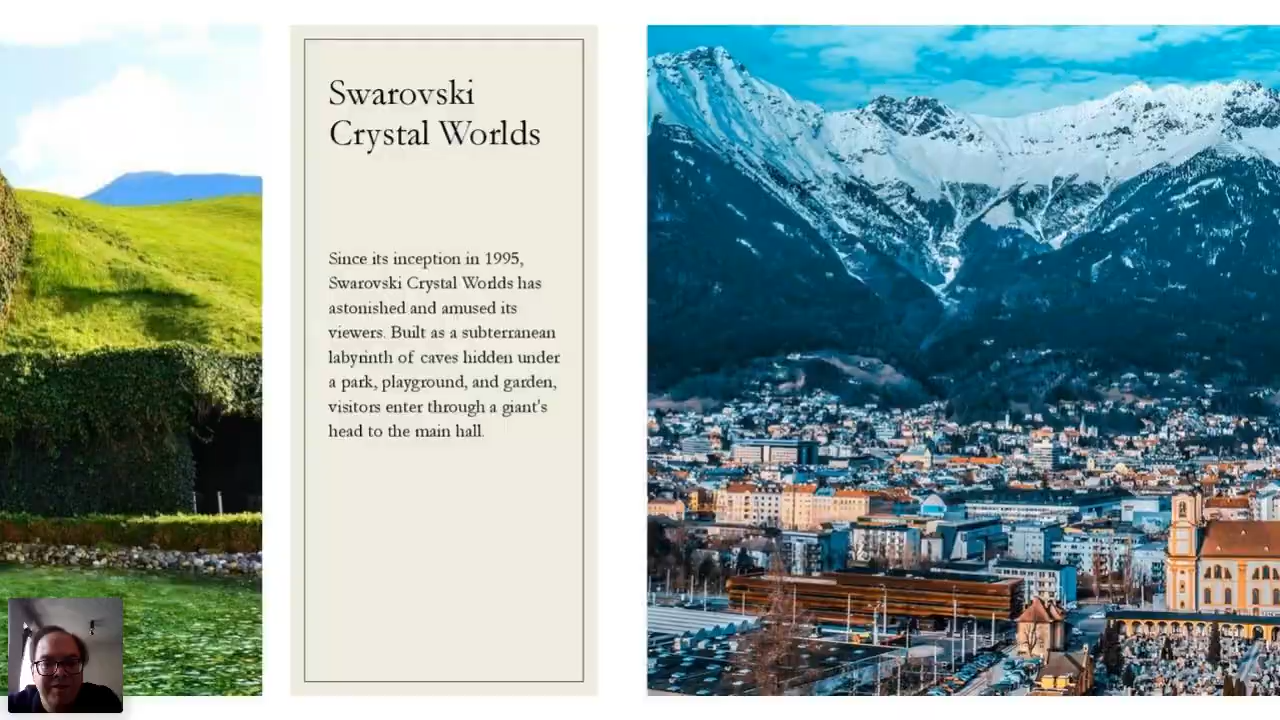 Swarovski
Crystal Worlds
Since its inception in 1995,
Swarovski Crystal Worlds has
astonished and amused its
viewers. Built as a subterranean
labyrinth of caves hidden under
a park, playground, and garden,
visitors enter through a giant's
head to the main hall.